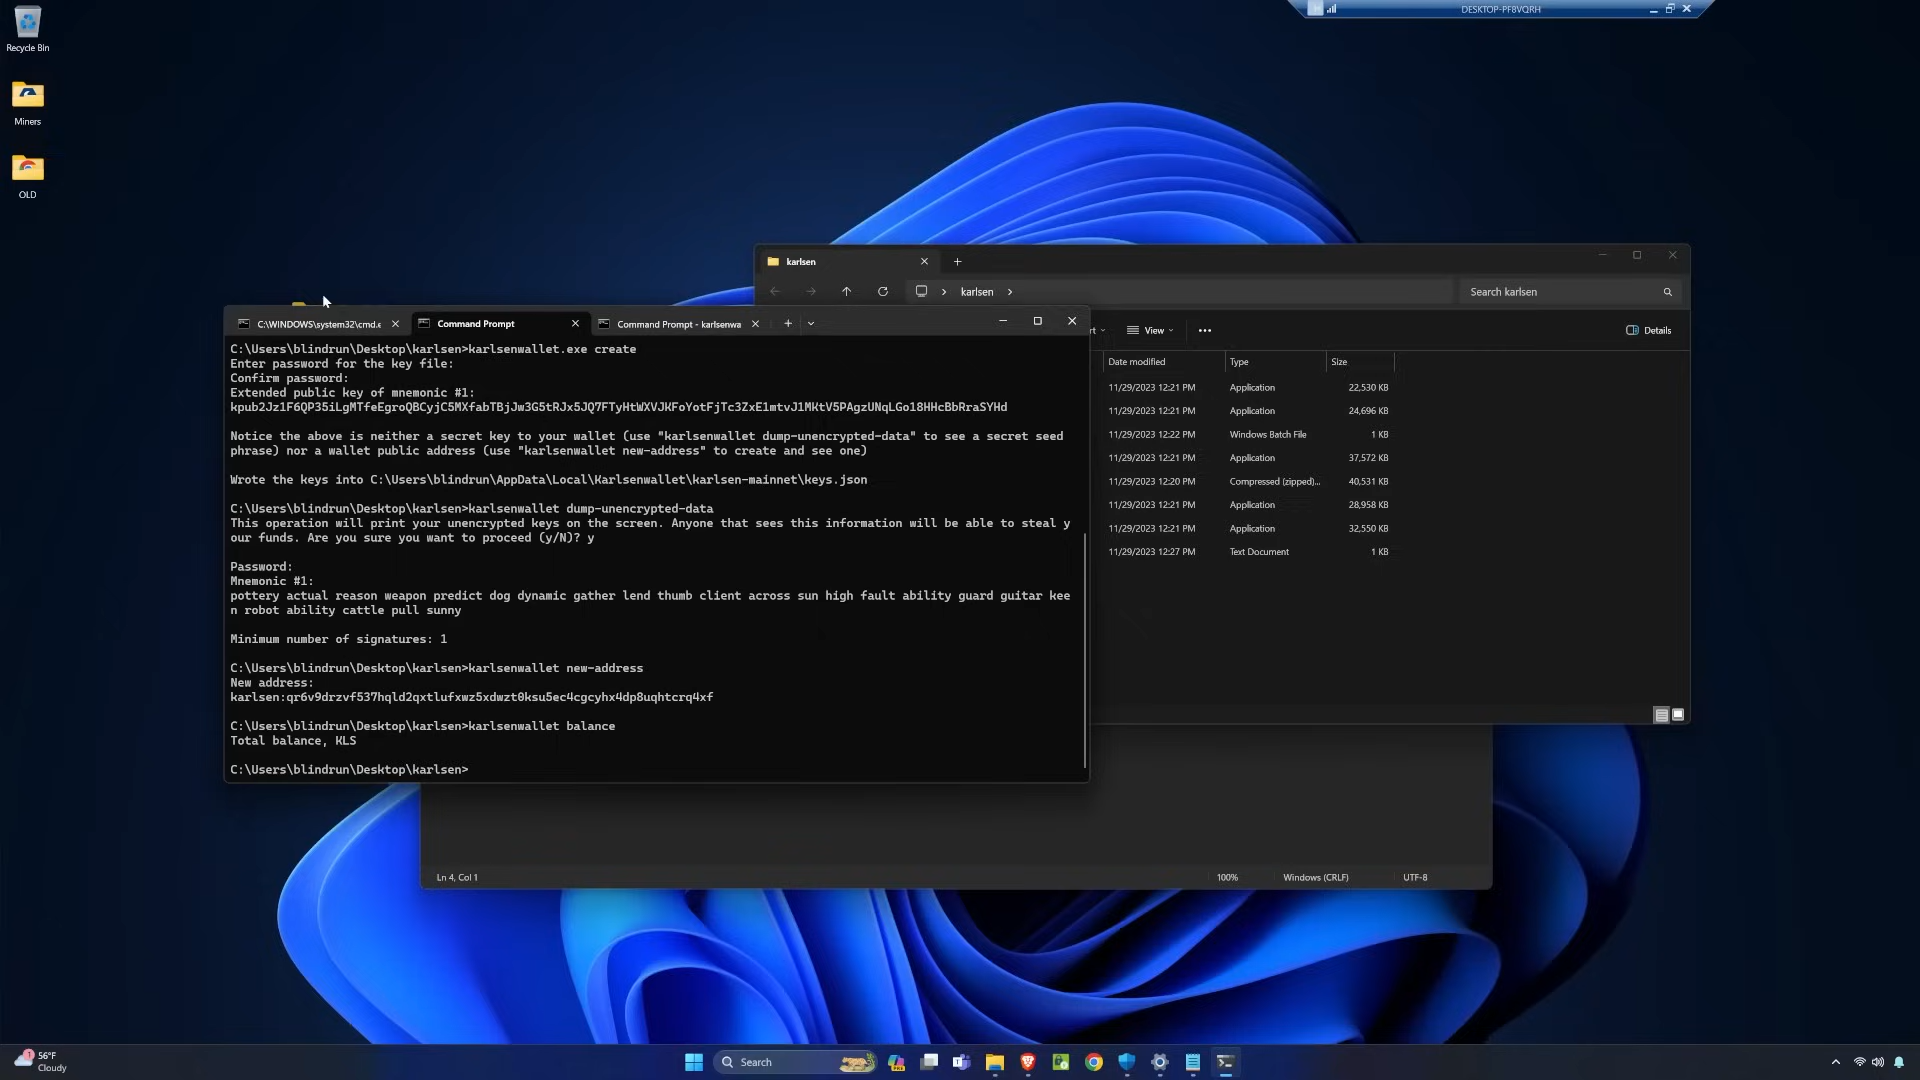 Recycle Bin
Miners
OLD
DESKTOP-PF8VQRH
karlsen
karlsen
Search karlsen
View
Details
Date modified
Type
Size
11/29/2023 12:21 PM Application 22,530 KB
11/29/2023 12:21 PM Application 24,696 KB
11/29/2023 12:22 PM Windows Batch File 1 KB
11/29/2023 12:21 PM Application 37,572 KB
11/29/2023 12:20 PM Compressed (zipped)... 40,531 KB
11/29/2023 12:21 PM Application 28,958 KB
11/29/2023 12:21 PM Application 32,550 KB
11/29/2023 12:27 PM Text Document 1 KB
C:\WINDOWS\system32\cmd.e
Command Prompt
Command Prompt - karlsenwa
C:\Users\blindrun\Desktop\karlsen>karlsenwallet.exe create
Enter password for the key file:
Confirm password:
Extended public key of mnemonic #1:
kpub2Jz1F6QP35iLgMTfeEgroQBCyjC5MXfabTBjJw3G5tRJx5JQ7FTyHtWXVJKFoYotFjTc3ZxE1mtvJ1MKtV5PAgzUNqLGo18HHcBbRraSYHd
Notice the above is neither a secret key to your wallet (use "karlsenwallet dump-unencrypted-data" to see a secret seed
phrase) nor a wallet public address (use "karlsenwallet new-address" to create and see one)
Wrote the keys into C:\Users\blindrun\AppData\Local\Karlsenwallet\karlsen-mainnet\keys.json
C:\Users\blindrun\Desktop\karlsen>karlsenwallet dump-unencrypted-data
This operation will print your unencrypted keys on the screen. Anyone that sees this information will be able to steal y
our funds. Are you sure you want to proceed (y/N)? y
Password:
Mnemonic #1:
pottery actual reason weapon predict dog dynamic gather lend thumb client across sun high fault ability guard guitar kee
n robot ability cattle pull sunny
Minimum number of signatures: 1
C:\Users\blindrun\Desktop\karlsen>karlsenwallet new-address
New address:
karlsen:qr6v9drzvf537hqld2qxtlufxwz5xdwzt0ksu5ec4cgcyhx4dp8uqhtcrq4xf
C:\Users\blindrun\Desktop\karlsen>karlsenwallet balance
Total balance, KLS
C:\Users\blindrun\Desktop\karlsen>
Ln 4, Col 1
100%
Windows (CRLF)
UTF-8
1
56°F
Cloudy
Search